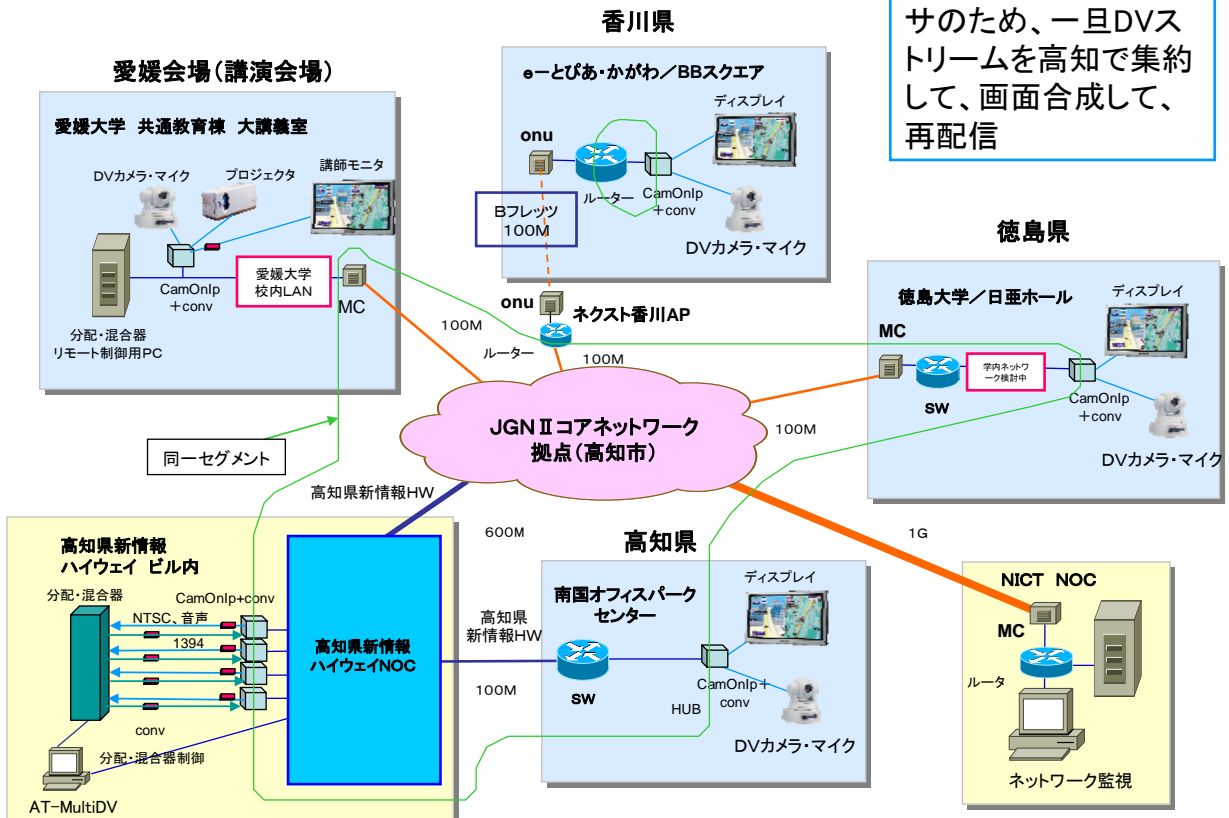 サのため、一旦DVス
トリームを高知で集約
して、画面合成して、
再配信
香川県
e-とぴあ・かがわ/BBスクエア
ディスプレイ
onu
ルーター
CamOnIp
+conv
DVカメラ・マイク
Bフレッツ
100M
onu
ネクスト香川AP
ルーター
100M
愛媛会場(講演会場)
愛媛大学 共通教育棟 大講義室
DVカメラ・マイク
プロジェクタ
講師モニタ
CamOnIp
+conv
愛媛大学
校内LAN
MC
分配・混合器
リモート制御用PC
100M
徳島県
徳島大学/日亜ホール
ディスプレイ
MC
SW
学内ネットワ
ーク検討中
CamOnIp
+conv
DVカメラ・マイク
100M
JGNⅡコアネットワーク
拠点(高知市)
同一セグメント
高知県新情報HW
600M
1G
高知県新情報
ハイウェイ ビル内
分配・混合器
CamOnIp+conv
NTSC、音声
1394
conv
分配・混合器制御
AT-MultiDV
高知県新情報
ハイウェイNOC
高知県
新情報HW
100M
高知県
南国オフィスパーク
センター
ディスプレイ
SW
HUB
CamOnIp+
conv
DVカメラ・マイク
NICT NOC
MC
ルータ
ネットワーク監視